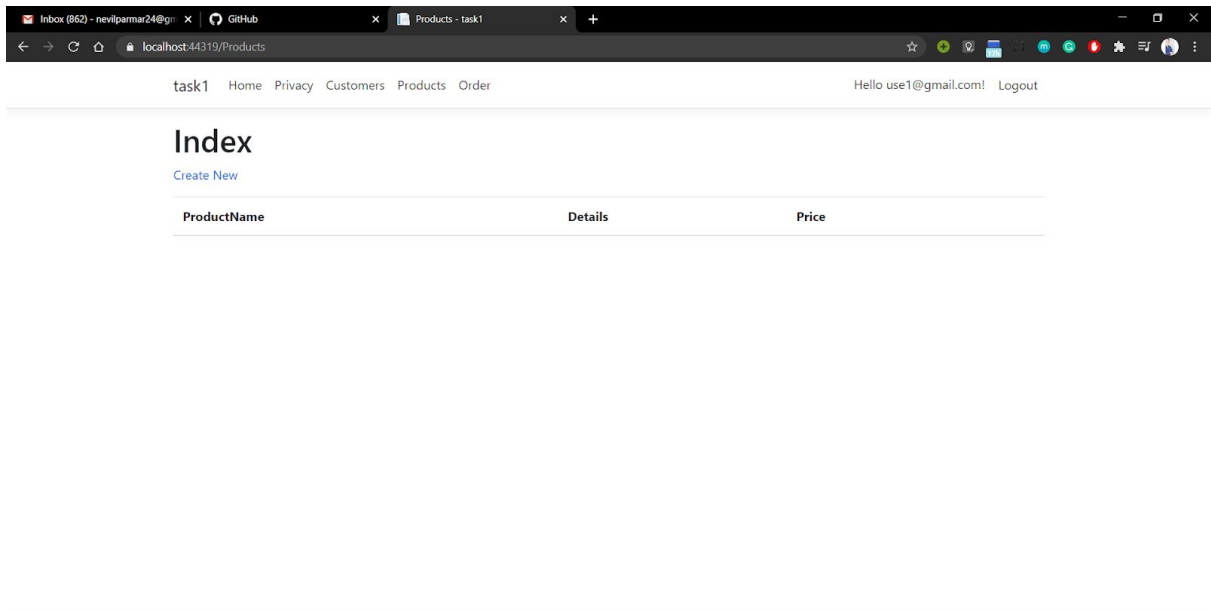 Inbox (862) - nevilparmar24@gm GitHub Products - task1
localhost:44319/Products
task1 Home Privacy Customers Products Order Hello use1@gmail.com! Logout
Index
Create New
ProductName Details Price